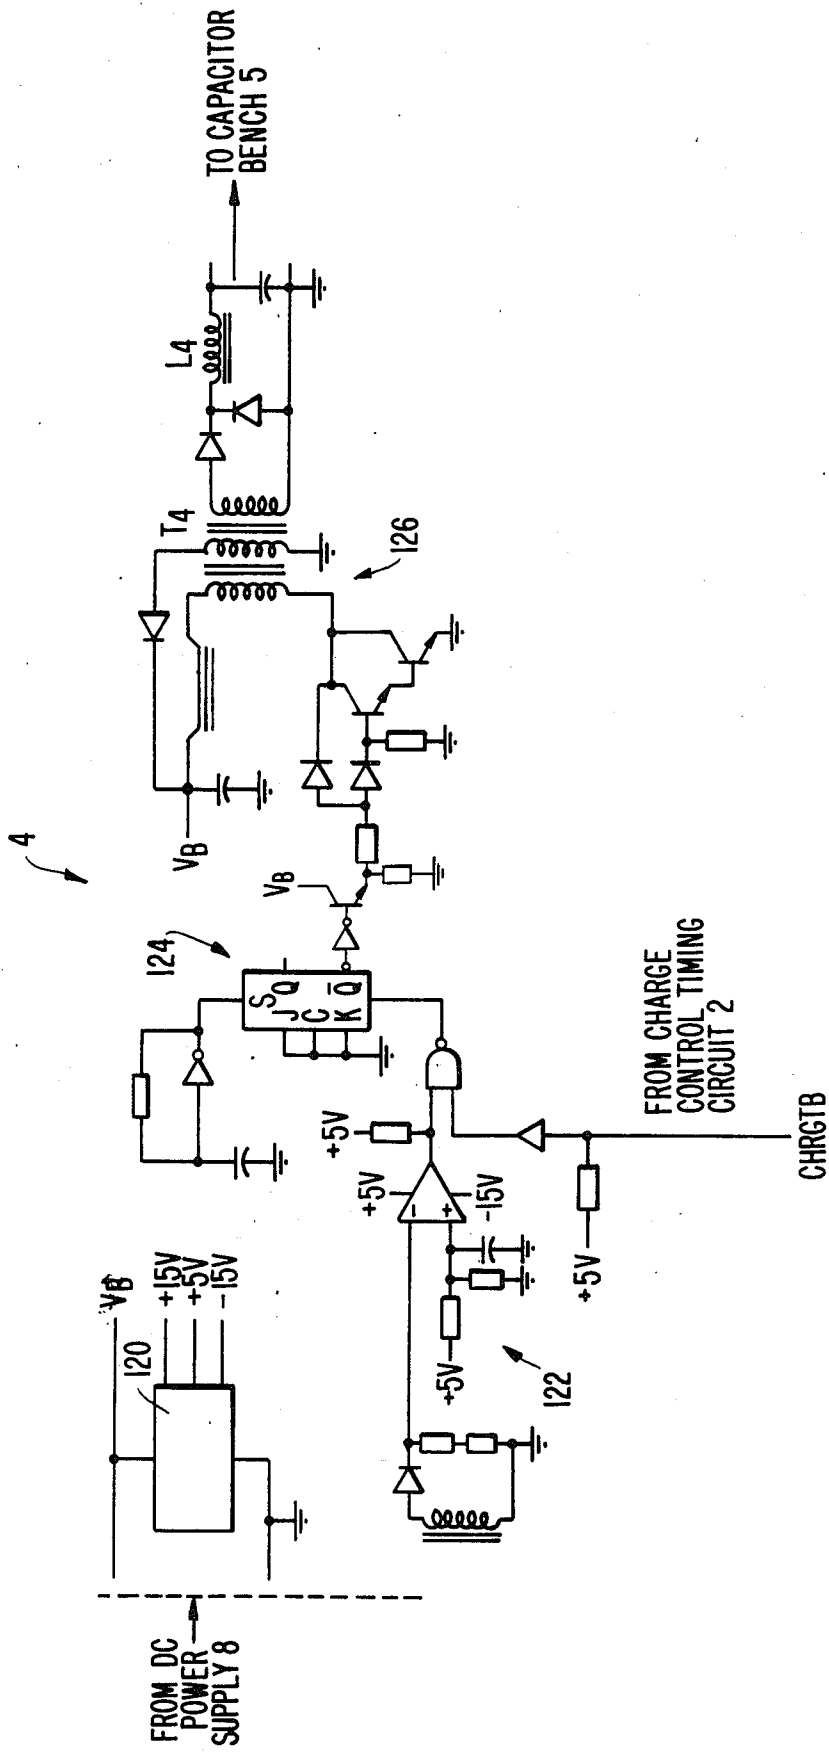 4
FROM DC
POWER
SUPPLY 8
VB
120
+15V
+5V
-15V
124
S
J Q
C
K Q̄
VB
VB
T4
L4
TO CAPACITOR
BENCH 5
126
+5V
+5V
-
+
-15V
+5V
122
+5V
FROM CHARGE
CONTROL TIMING
CIRCUIT 2
CHRGTB